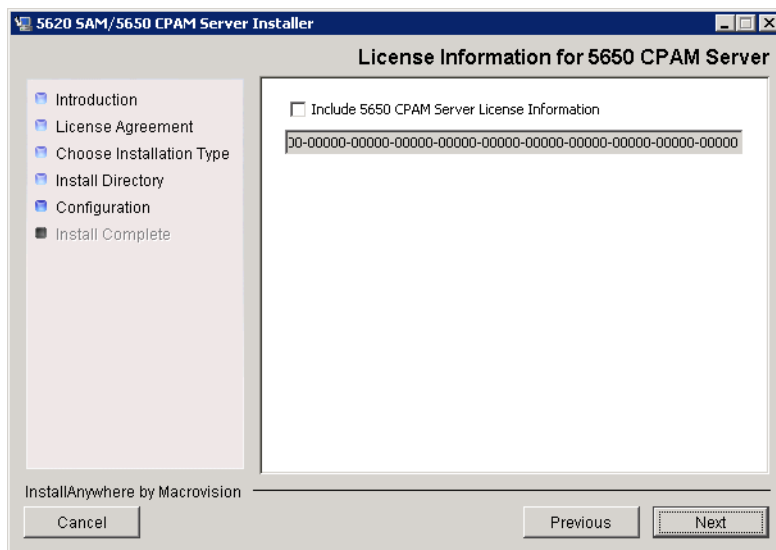 5620 SAM/5650 CPAM Server Installer
License Information for 5650 CPAM Server
Introduction
License Agreement
Choose Installation Type
Install Directory
Configuration
Install Complete
Include 5650 CPAM Server License Information
00-00000-00000-00000-00000-00000-00000-00000-00000-00000-00000
InstallAnywhere by Macrovision
Cancel
Previous
Next